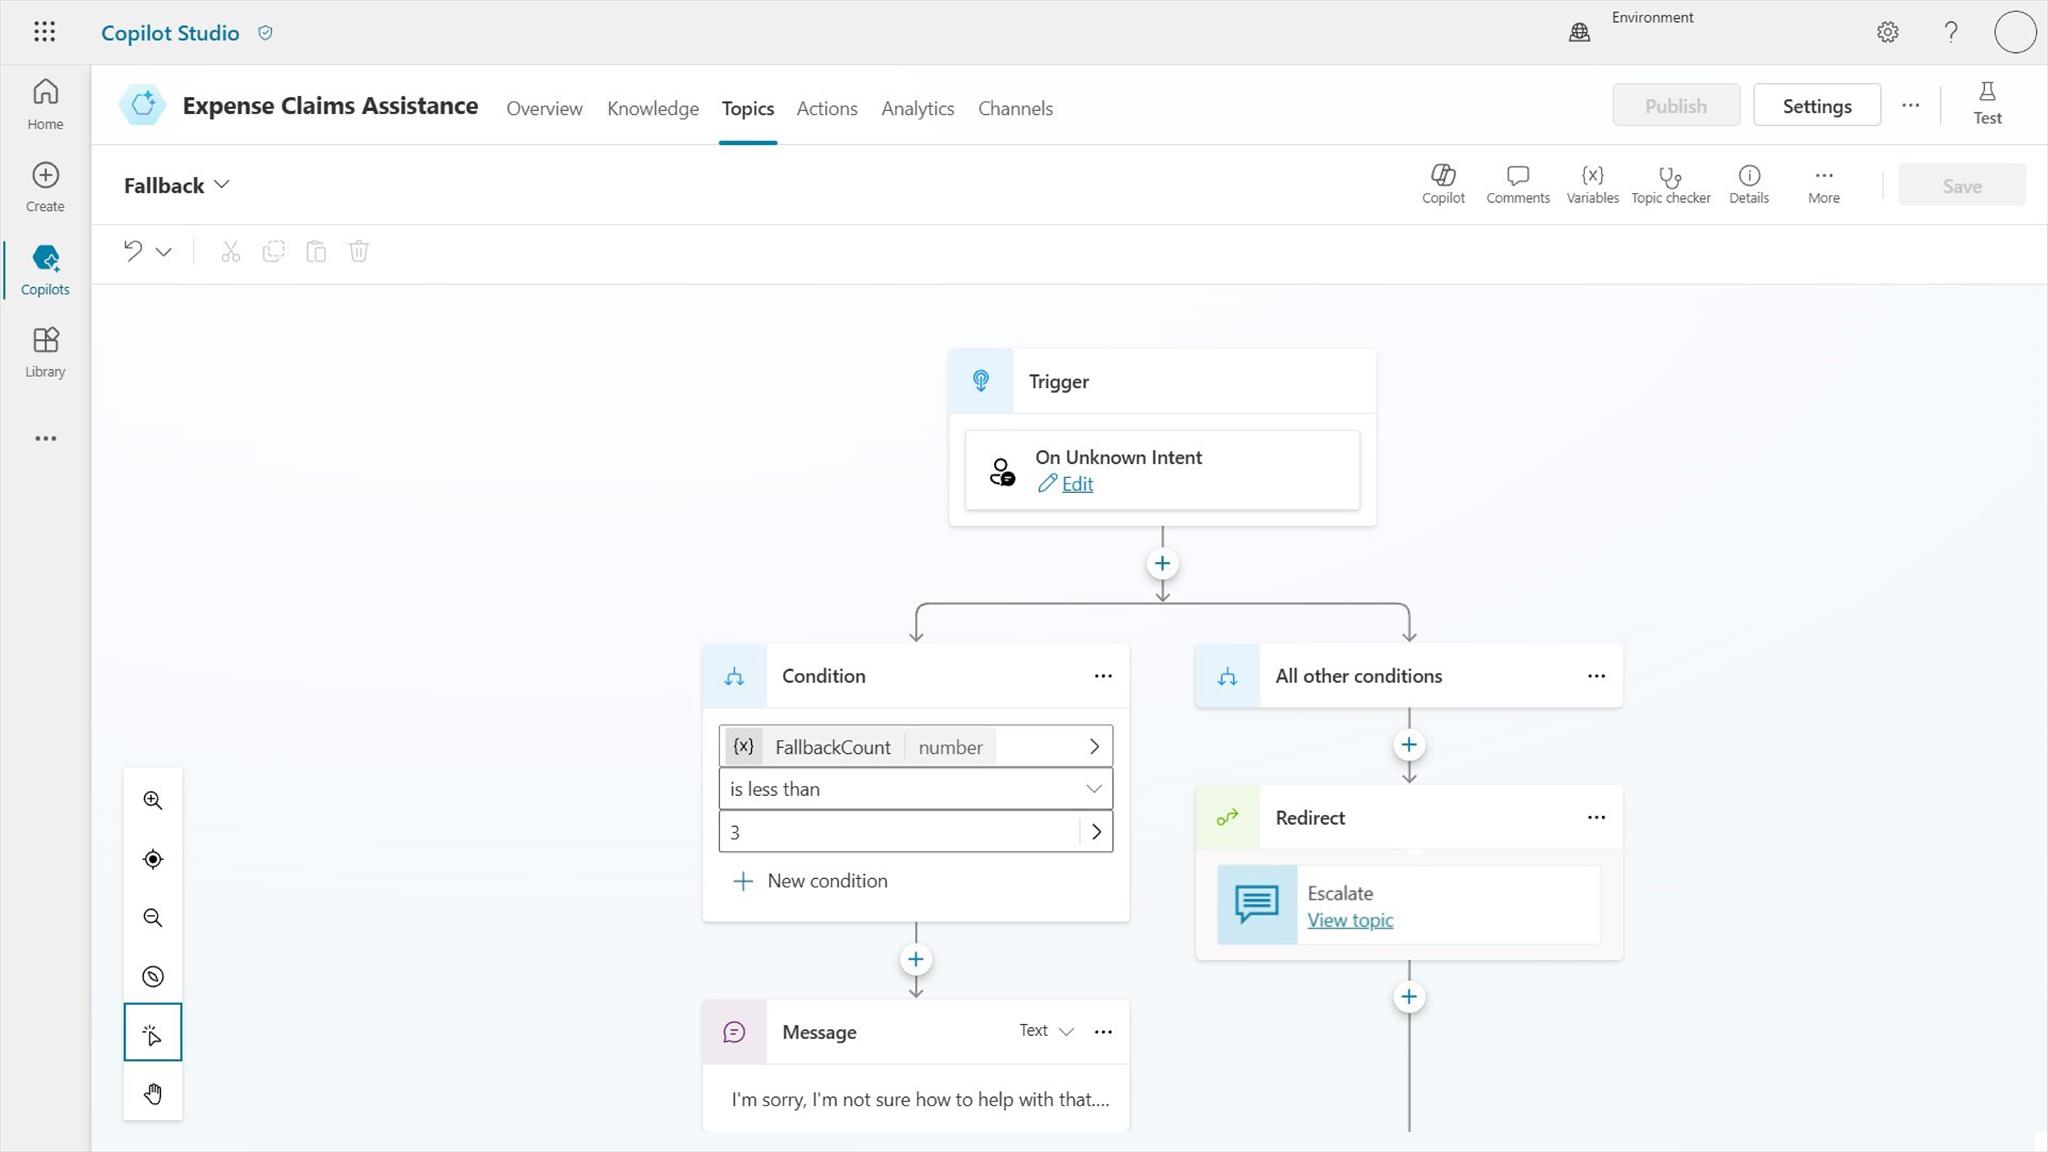 Copilot Studio
Environment
Home
Create
Copilots
Library
Expense Claims Assistance
Overview
Knowledge
Topics
Actions
Analytics
Channels
Publish
Settings
Test
Fallback
Copilot
Comments
{x}
Variables
Topic checker
Details
More
Save
Trigger
On Unknown Intent
Edit
Condition
{x} FallbackCount number
is less than
3
New condition
All other conditions
Redirect
Escalate
View topic
Message
Text
I'm sorry, I'm not sure how to help with that....